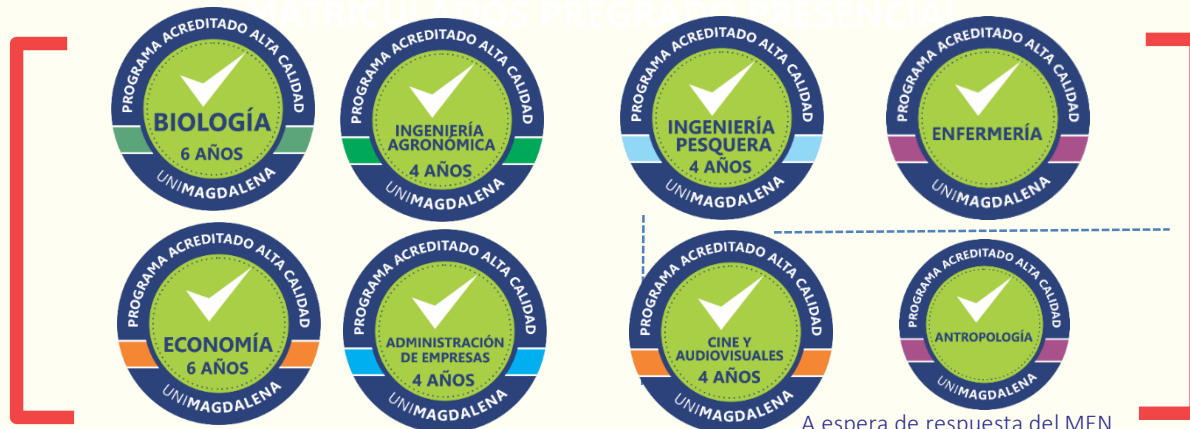 MATRICULADOS PREGRADO PRESENCIAL
PROGRAMA ACREDITADO ALTA CALIDAD
BIOLOGÍA
6 AÑOS
UNIMAGDALENA
PROGRAMA ACREDITADO ALTA CALIDAD
INGENIERÍA
AGRONÓMICA
4 AÑOS
UNIMAGDALENA
PROGRAMA ACREDITADO ALTA CALIDAD
INGENIERÍA
PESQUERA
4 AÑOS
UNIMAGDALENA
PROGRAMA ACREDITADO ALTA CALIDAD
ENFERMERÍA
UNIMAGDALENA
PROGRAMA ACREDITADO ALTA CALIDAD
ECONOMÍA
6 AÑOS
UNIMAGDALENA
PROGRAMA ACREDITADO ALTA CALIDAD
ADMINISTRACIÓN
DE EMPRESAS
4 AÑOS
UNIMAGDALENA
PROGRAMA ACREDITADO ALTA CALIDAD
CINE Y
AUDIOVISUALES
4 AÑOS
UNIMAGDALENA
PROGRAMA ACREDITADO ALTA CALIDAD
ANTROPOLOGÍA
UNIMAGDALENA
A espera de respuesta del MEN